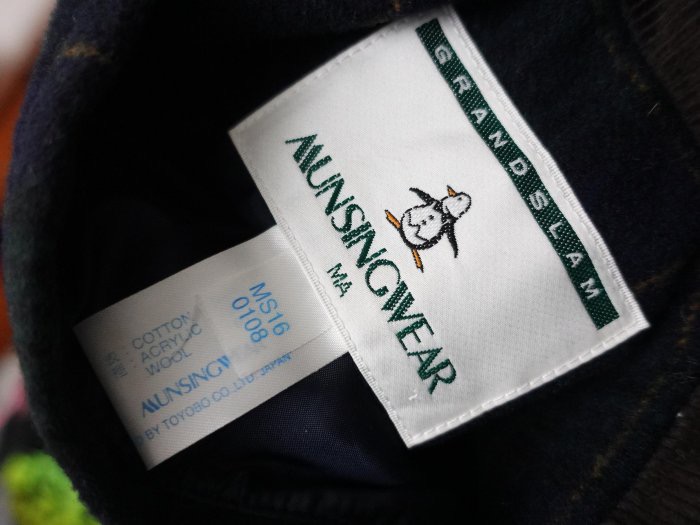 GRANDSLAM
MUNSINGWEAR
MA
MS16
0108
COTTON
ACRYLIC
WOOL
MUNSINGW
BY TOYOBO CO., LTD. JAPAN